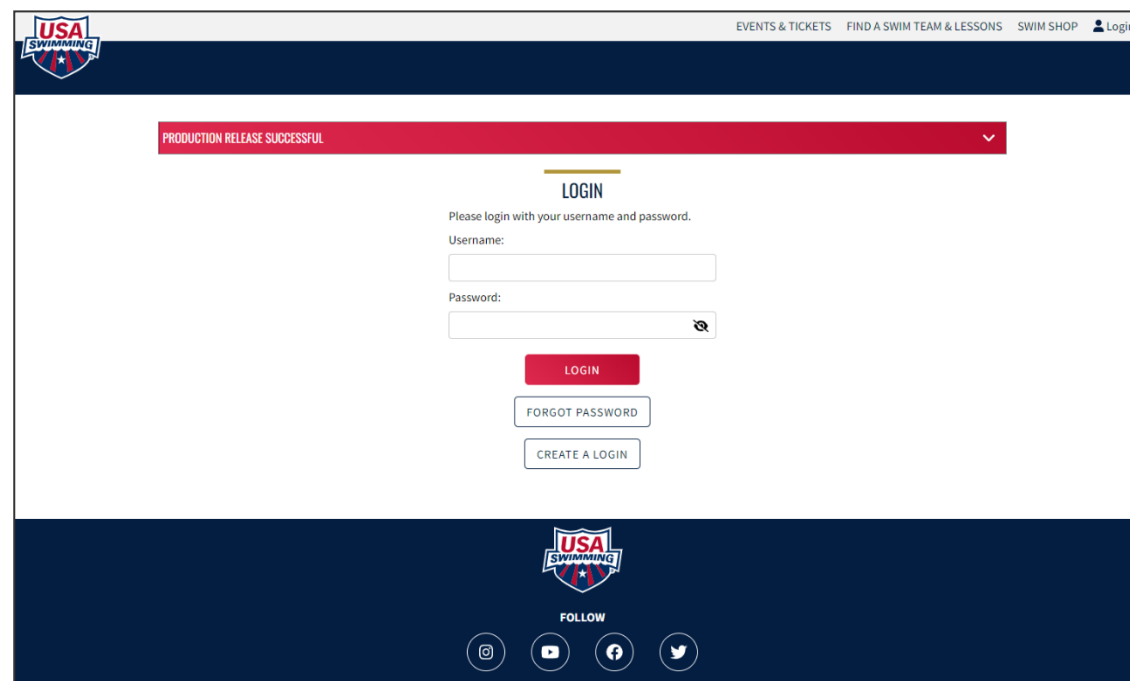 USA
SWIMMING
EVENTS & TICKETS FIND A SWIM TEAM & LESSONS SWIM SHOP Login
PRODUCTION RELEASE SUCCESSFUL
LOGIN
Please login with your username and password.
Username:
Password:
LOGIN
FORGOT PASSWORD
CREATE A LOGIN
USA
SWIMMING
FOLLOW